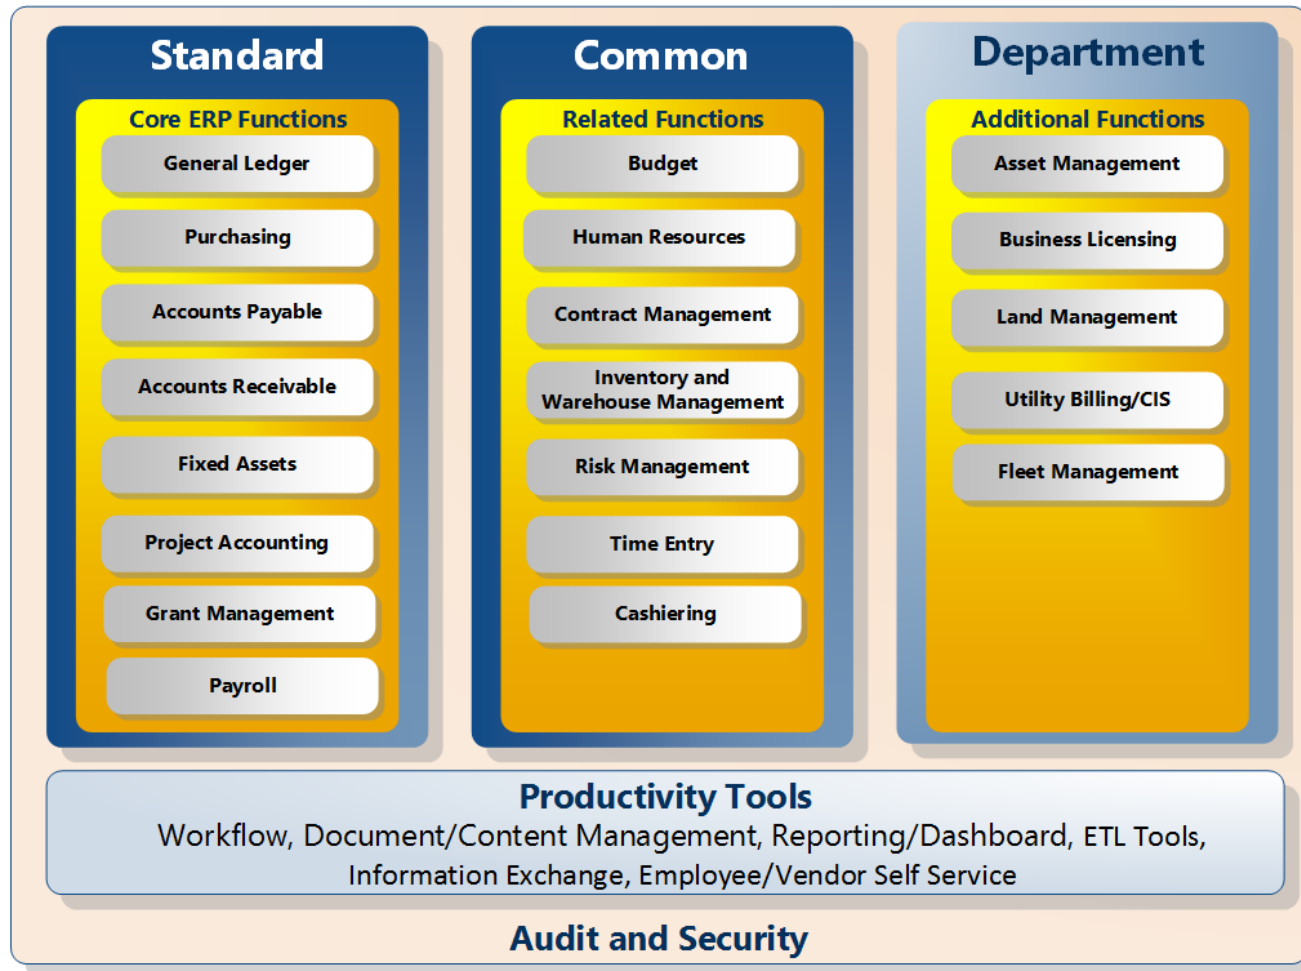 Standard
Core ERP Functions
General Ledger
Purchasing
Accounts Payable
Accounts Receivable
Fixed Assets
Project Accounting
Grant Management
Payroll
Common
Related Functions
Budget
Human Resources
Contract Management
Inventory and
Warehouse Management
Risk Management
Time Entry
Cashiering
Department
Additional Functions
Asset Management
Business Licensing
Land Management
Utility Billing/CIS
Fleet Management
Productivity Tools
Workflow, Document/Content Management, Reporting/Dashboard, ETL Tools,
Information Exchange, Employee/Vendor Self Service
Audit and Security